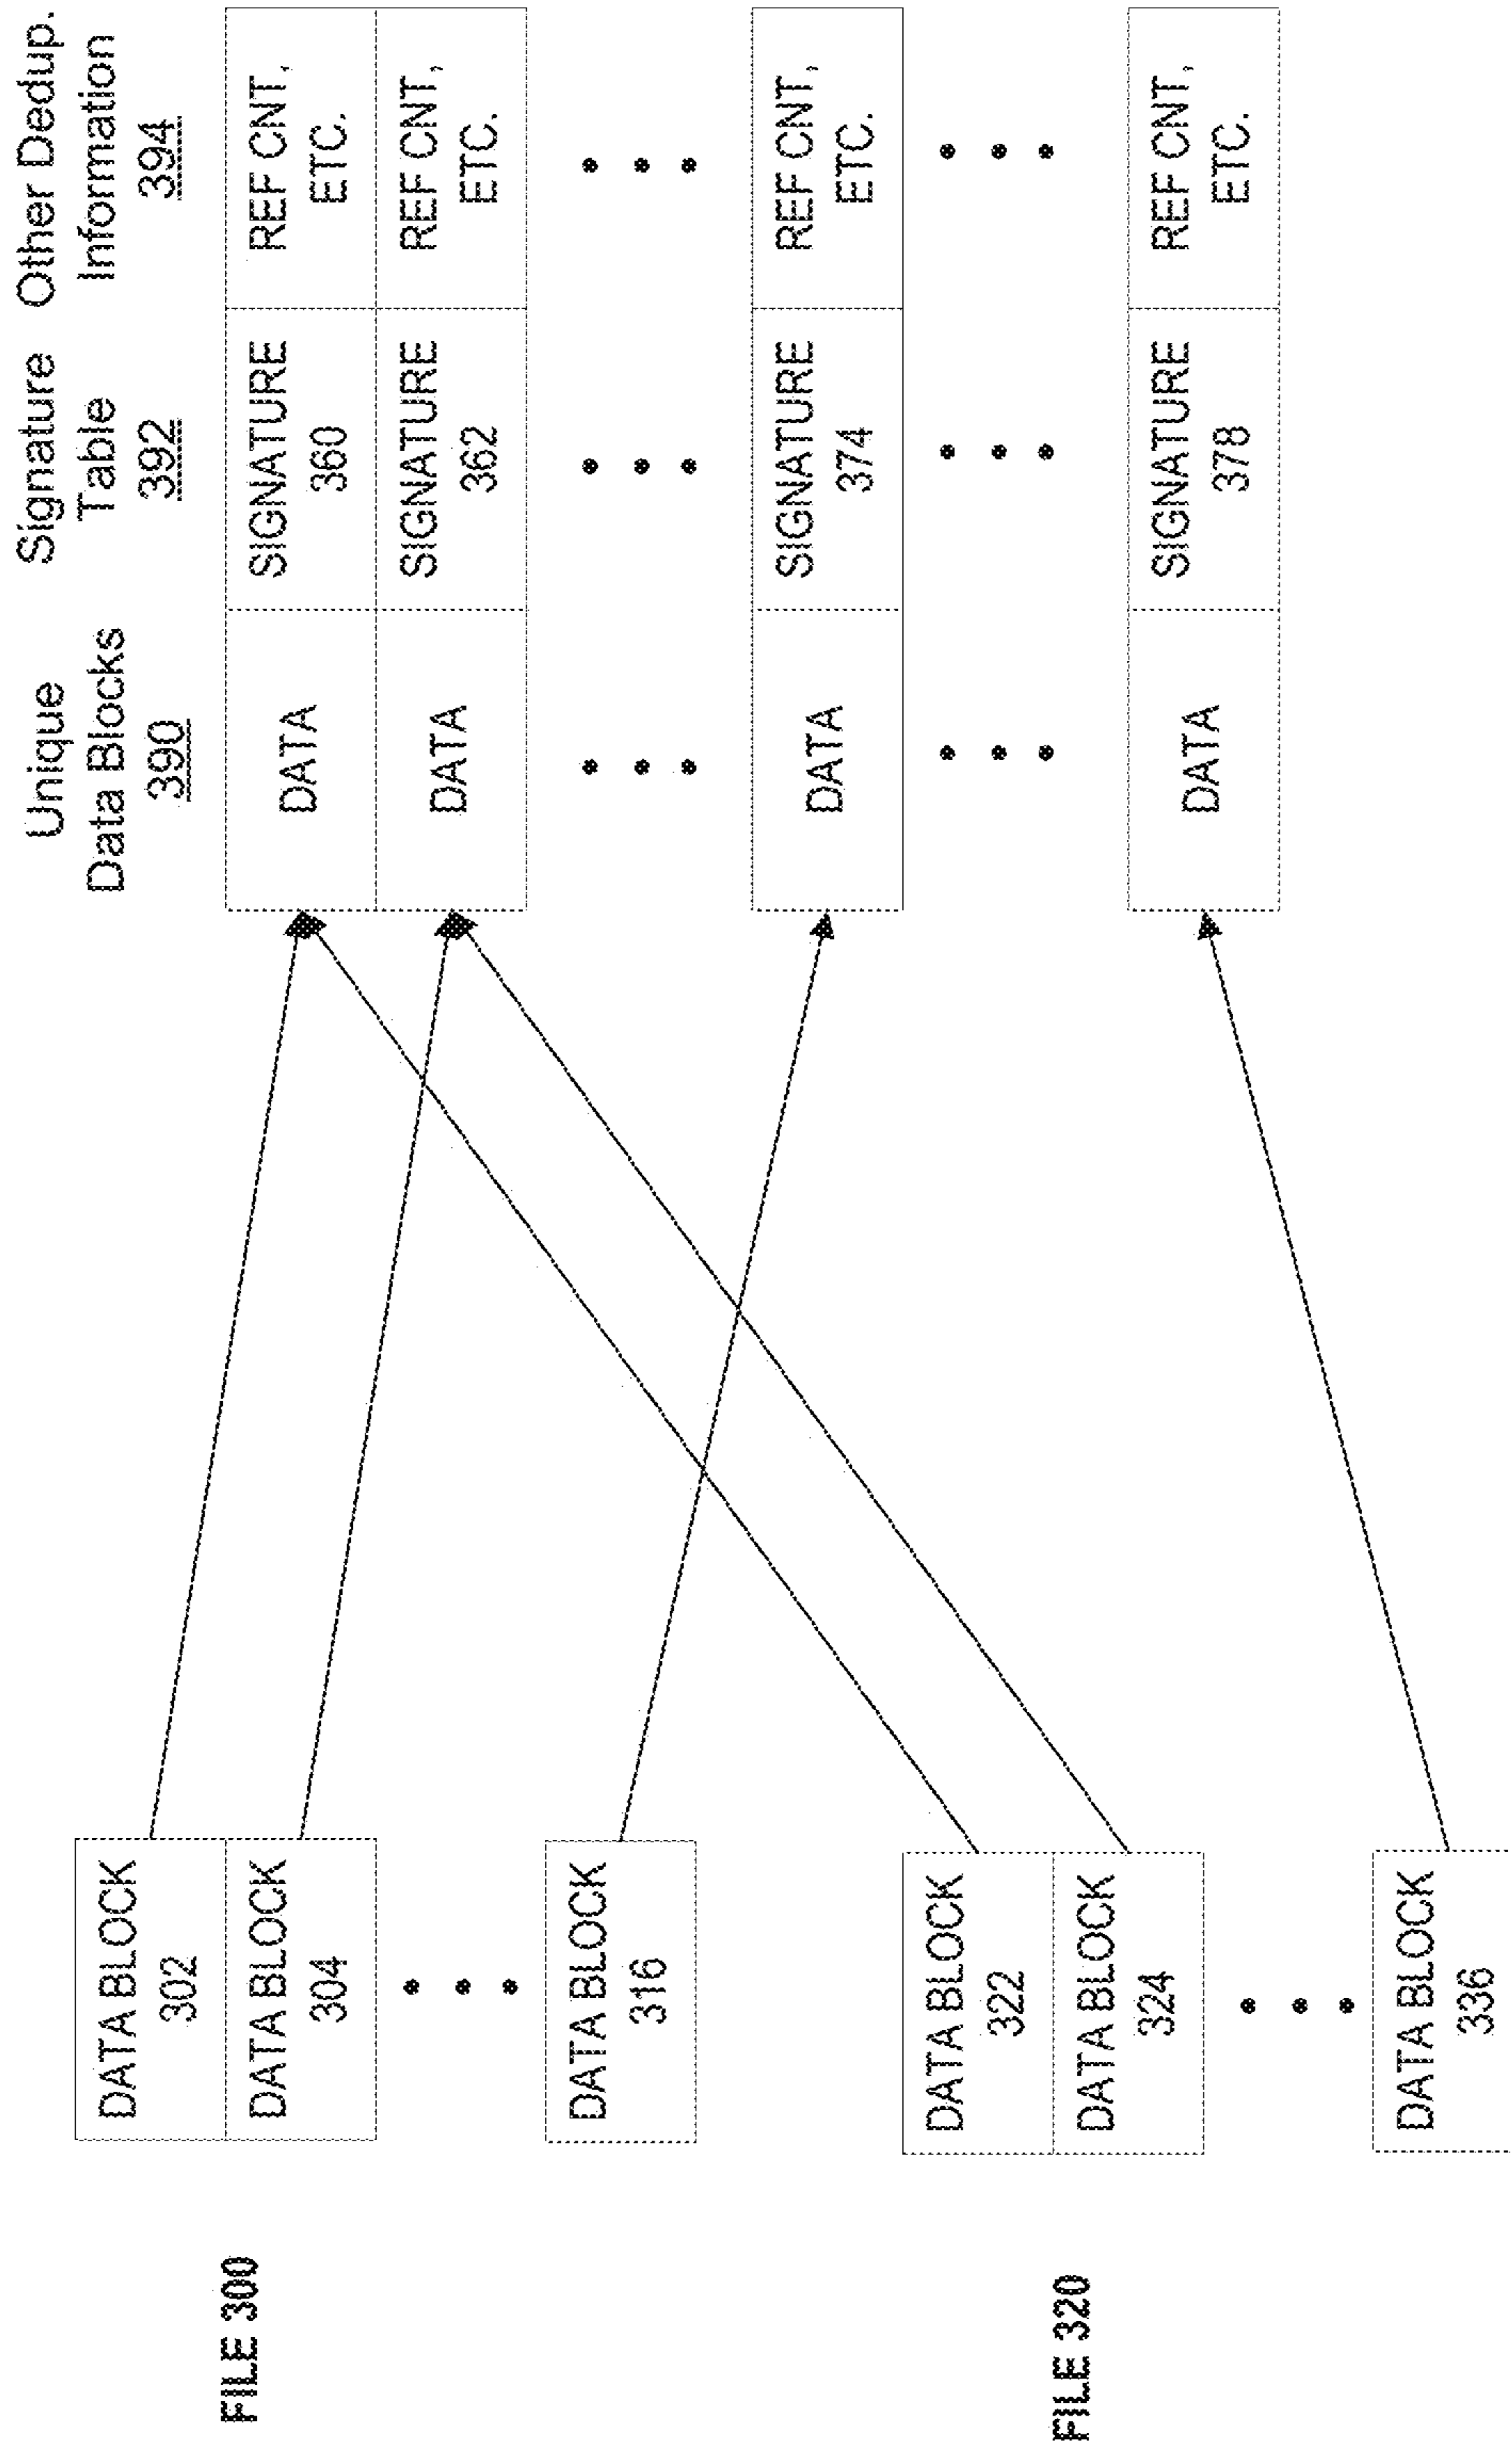 Unique
Data Blocks
390
Signature
Table
392
Other Dedup.
Information
394
FILE 300
DATA BLOCK
302
DATA BLOCK
304
DATA BLOCK
316
FILE 320
DATA BLOCK
322
DATA BLOCK
324
DATA BLOCK
336
DATA
SIGNATURE
360
REF CNT,
ETC.
DATA
SIGNATURE
362
REF CNT,
ETC.
DATA
SIGNATURE
374
REF CNT,
ETC.
DATA
SIGNATURE
378
REF CNT,
ETC.